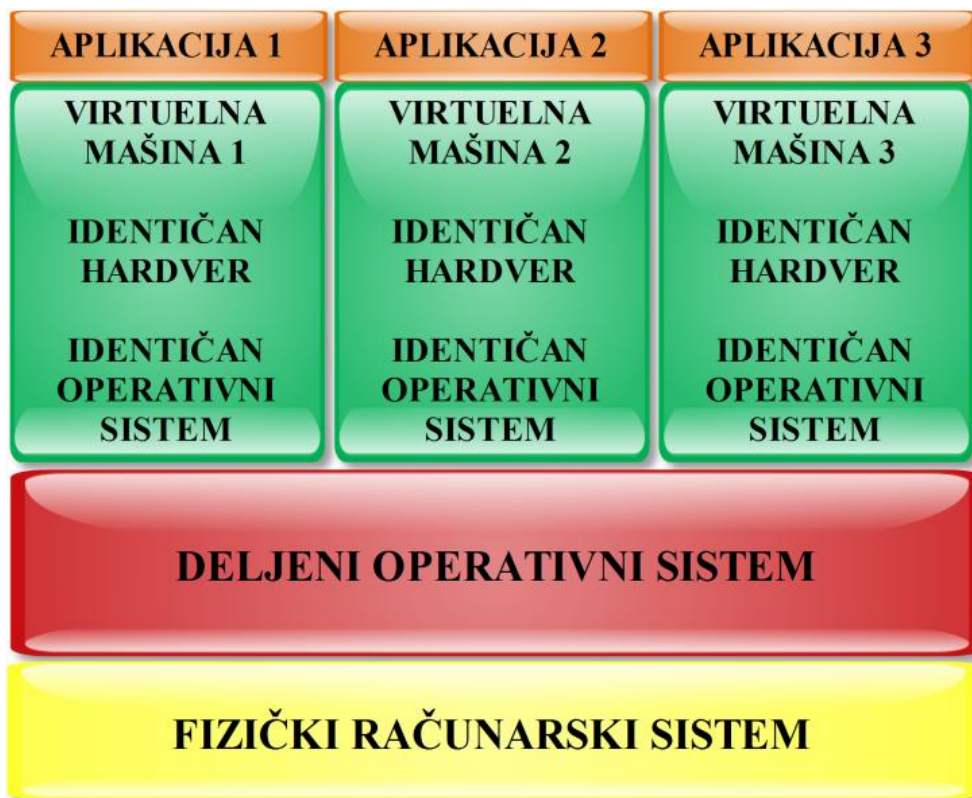 APLIKACIJA 1
APLIKACIJA 2
APLIKACIJA 3
VIRTUELNA
MAŠINA 1
IDENTIČAN
HARDVER
IDENTIČAN
OPERATIVNI
SISTEM
VIRTUELNA
MAŠINA 2
IDENTIČAN
HARDVER
IDENTIČAN
OPERATIVNI
SISTEM
VIRTUELNA
MAŠINA 3
IDENTIČAN
HARDVER
IDENTIČAN
OPERATIVNI
SISTEM
DELJENI OPERATIVNI SISTEM
FIZIČKI RAČUNARSKI SISTEM